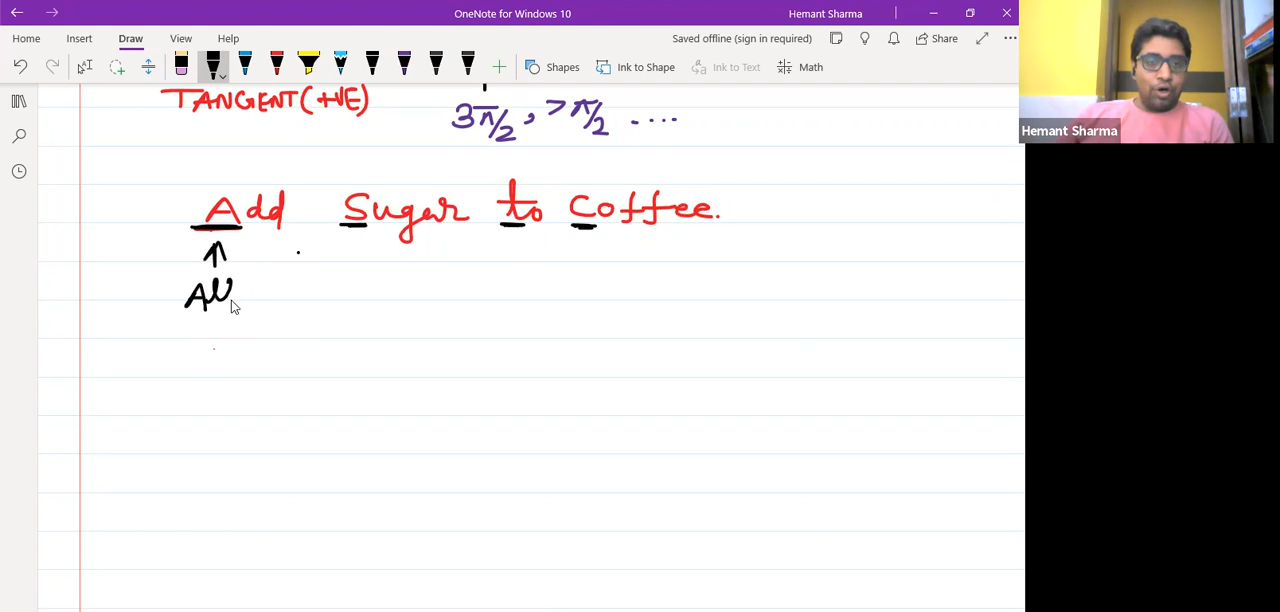 OneNote for Windows 10
Hemant Sharma
Home Insert Draw View Help
Saved offline (sign in required)
Share
Shapes
Ink to Shape
Ink to Text
Math
TANGENT(+VE)
3π/2, 7π/2 ....
Hemant Sharma
Add Sugar to Coffee.
All